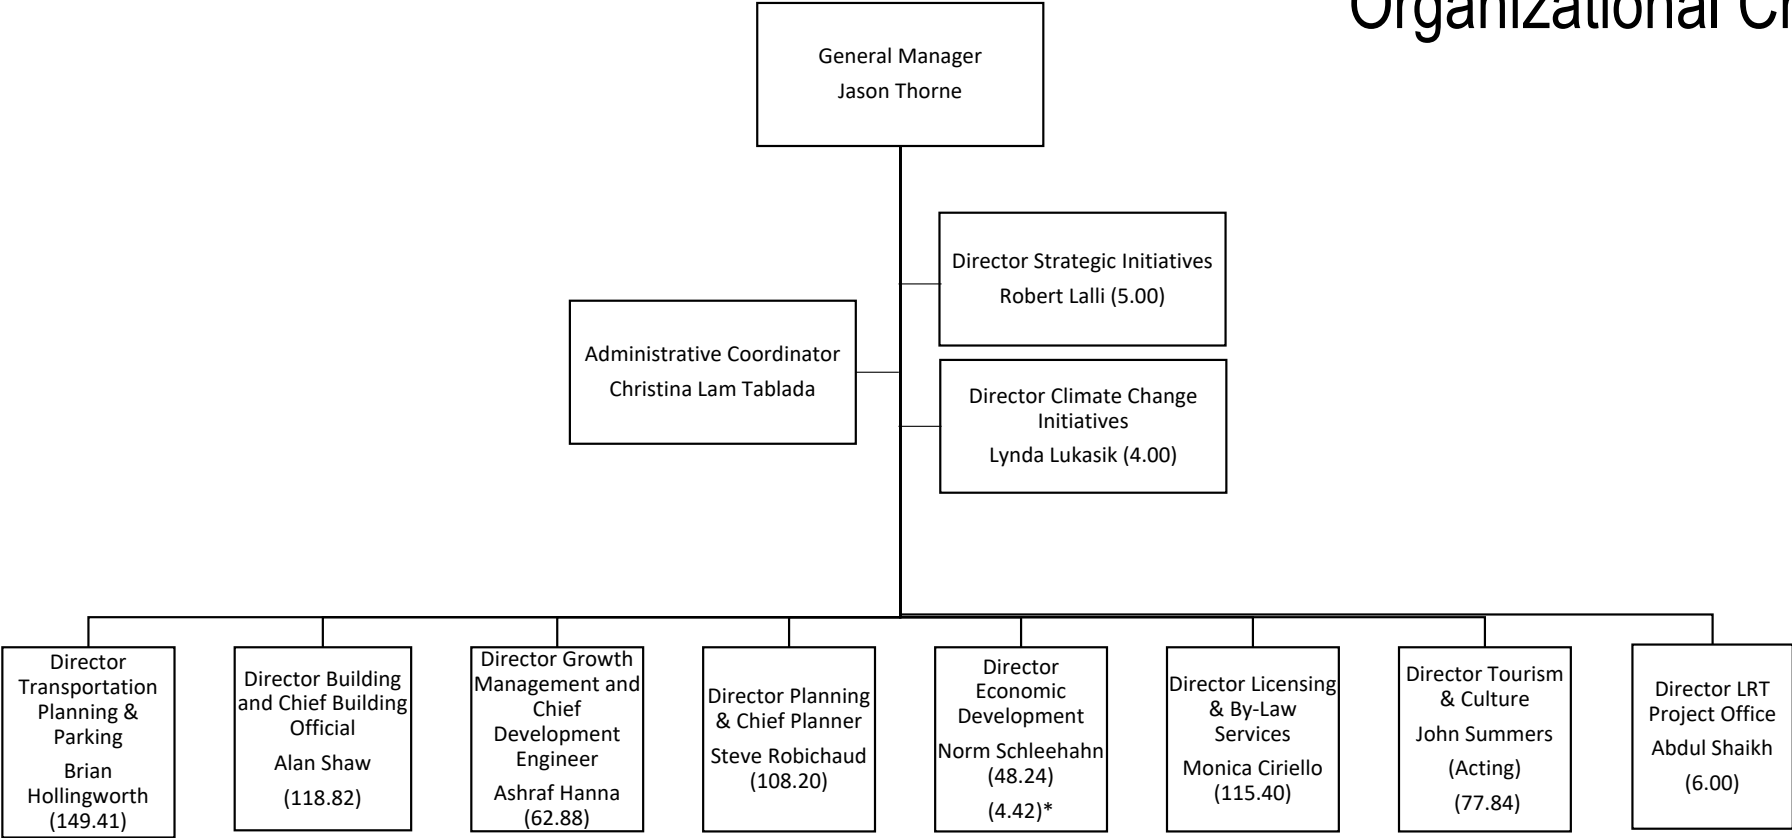 Organizational
General Manager
Jason Thorne
Director Strategic Initiatives
Robert Lalli (5.00)
Administrative Coordinator
Christina Lam Tablada
Director Climate Change
Initiatives
Lynda Lukasik (4.00)
Director
Transportation
Planning &
Parking
Brian
Hollingworth
(149.41)
Director Building
and Chief Building
Official
Alan Shaw
(118.82)
Director Growth
Management and
Chief
Development
Engineer
Ashraf Hanna
(62.88)
Director Planning
& Chief Planner
Steve Robichaud
(108.20)
Director
Economic
Development
Norm Schleehahn
(48.24)
(4.42)*
Director Licensing
& By-Law
Services
Monica Ciriello
(115.40)
Director Tourism
& Culture
John Summers
(Acting)
(77.84)
Director LRT
Project Office
Abdul Shaikh
(6.00)